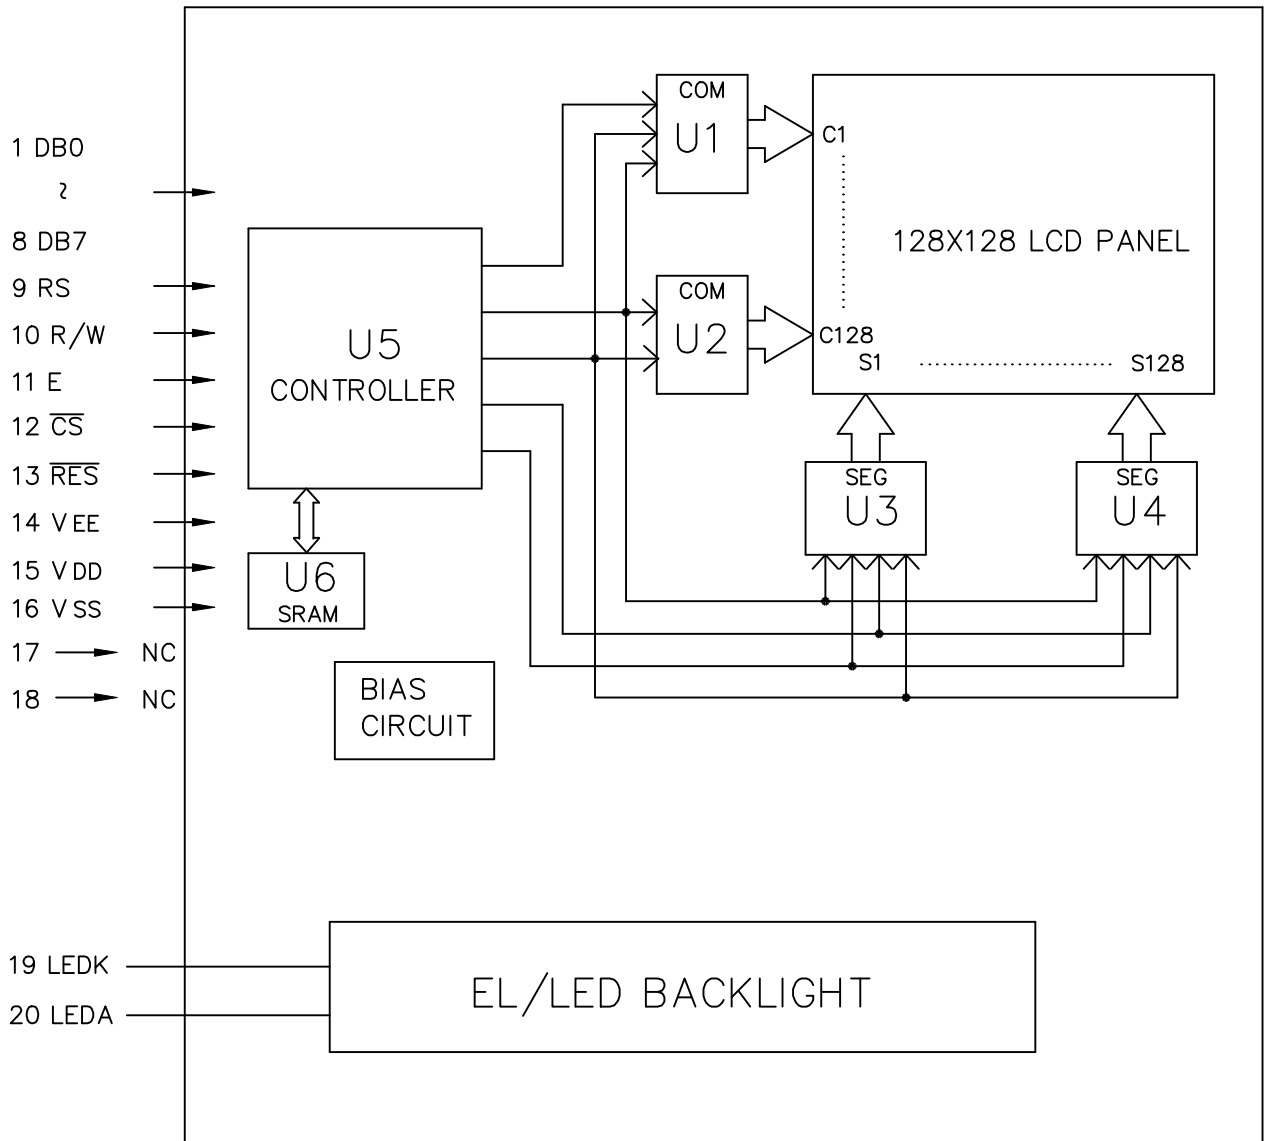 1 DB0
~
8 DB7
9 RS
10 R/W
11 E
12 C̅S̅
13 R̅E̅S̅
14 VEE
15 VDD
16 VSS
17 NC
18 NC
19 LEDK
20 LEDA
COM
U1
COM
U2
C1
128X128 LCD PANEL
C128
S1 S128
U5
CONTROLLER
SEG
U3
SEG
U4
U6
SRAM
BIAS
CIRCUIT
EL/LED BACKLIGHT